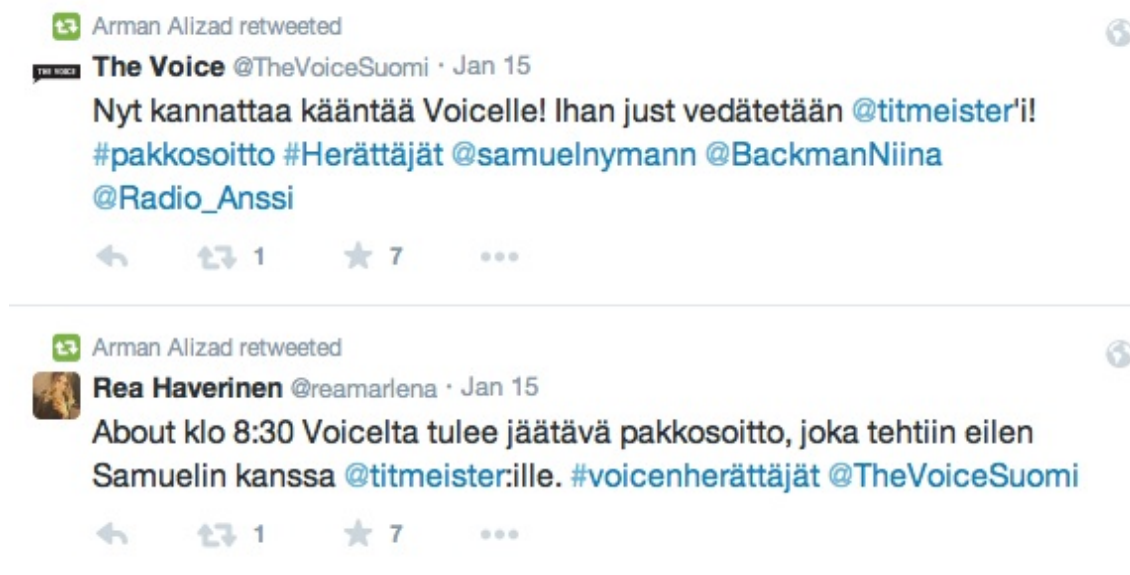 Arman Alizad retweeted
The Voice @TheVoiceSuomi · Jan 15
Nyt kannattaa kääntää Voicelle! Ihan just vedätetään @titmeister'i!
#pakkosoitto #Herättäjät @samuelnymann @BackmanNiina
@Radio_Anssi
1 7
Arman Alizad retweeted
Rea Haverinen @reamarlena · Jan 15
About klo 8:30 Voicelta tulee jäätävä pakkosoitto, joka tehtiin eilen
Samuelin kanssa @titmeister:ille. #voicenherättäjät @TheVoiceSuomi
1 7